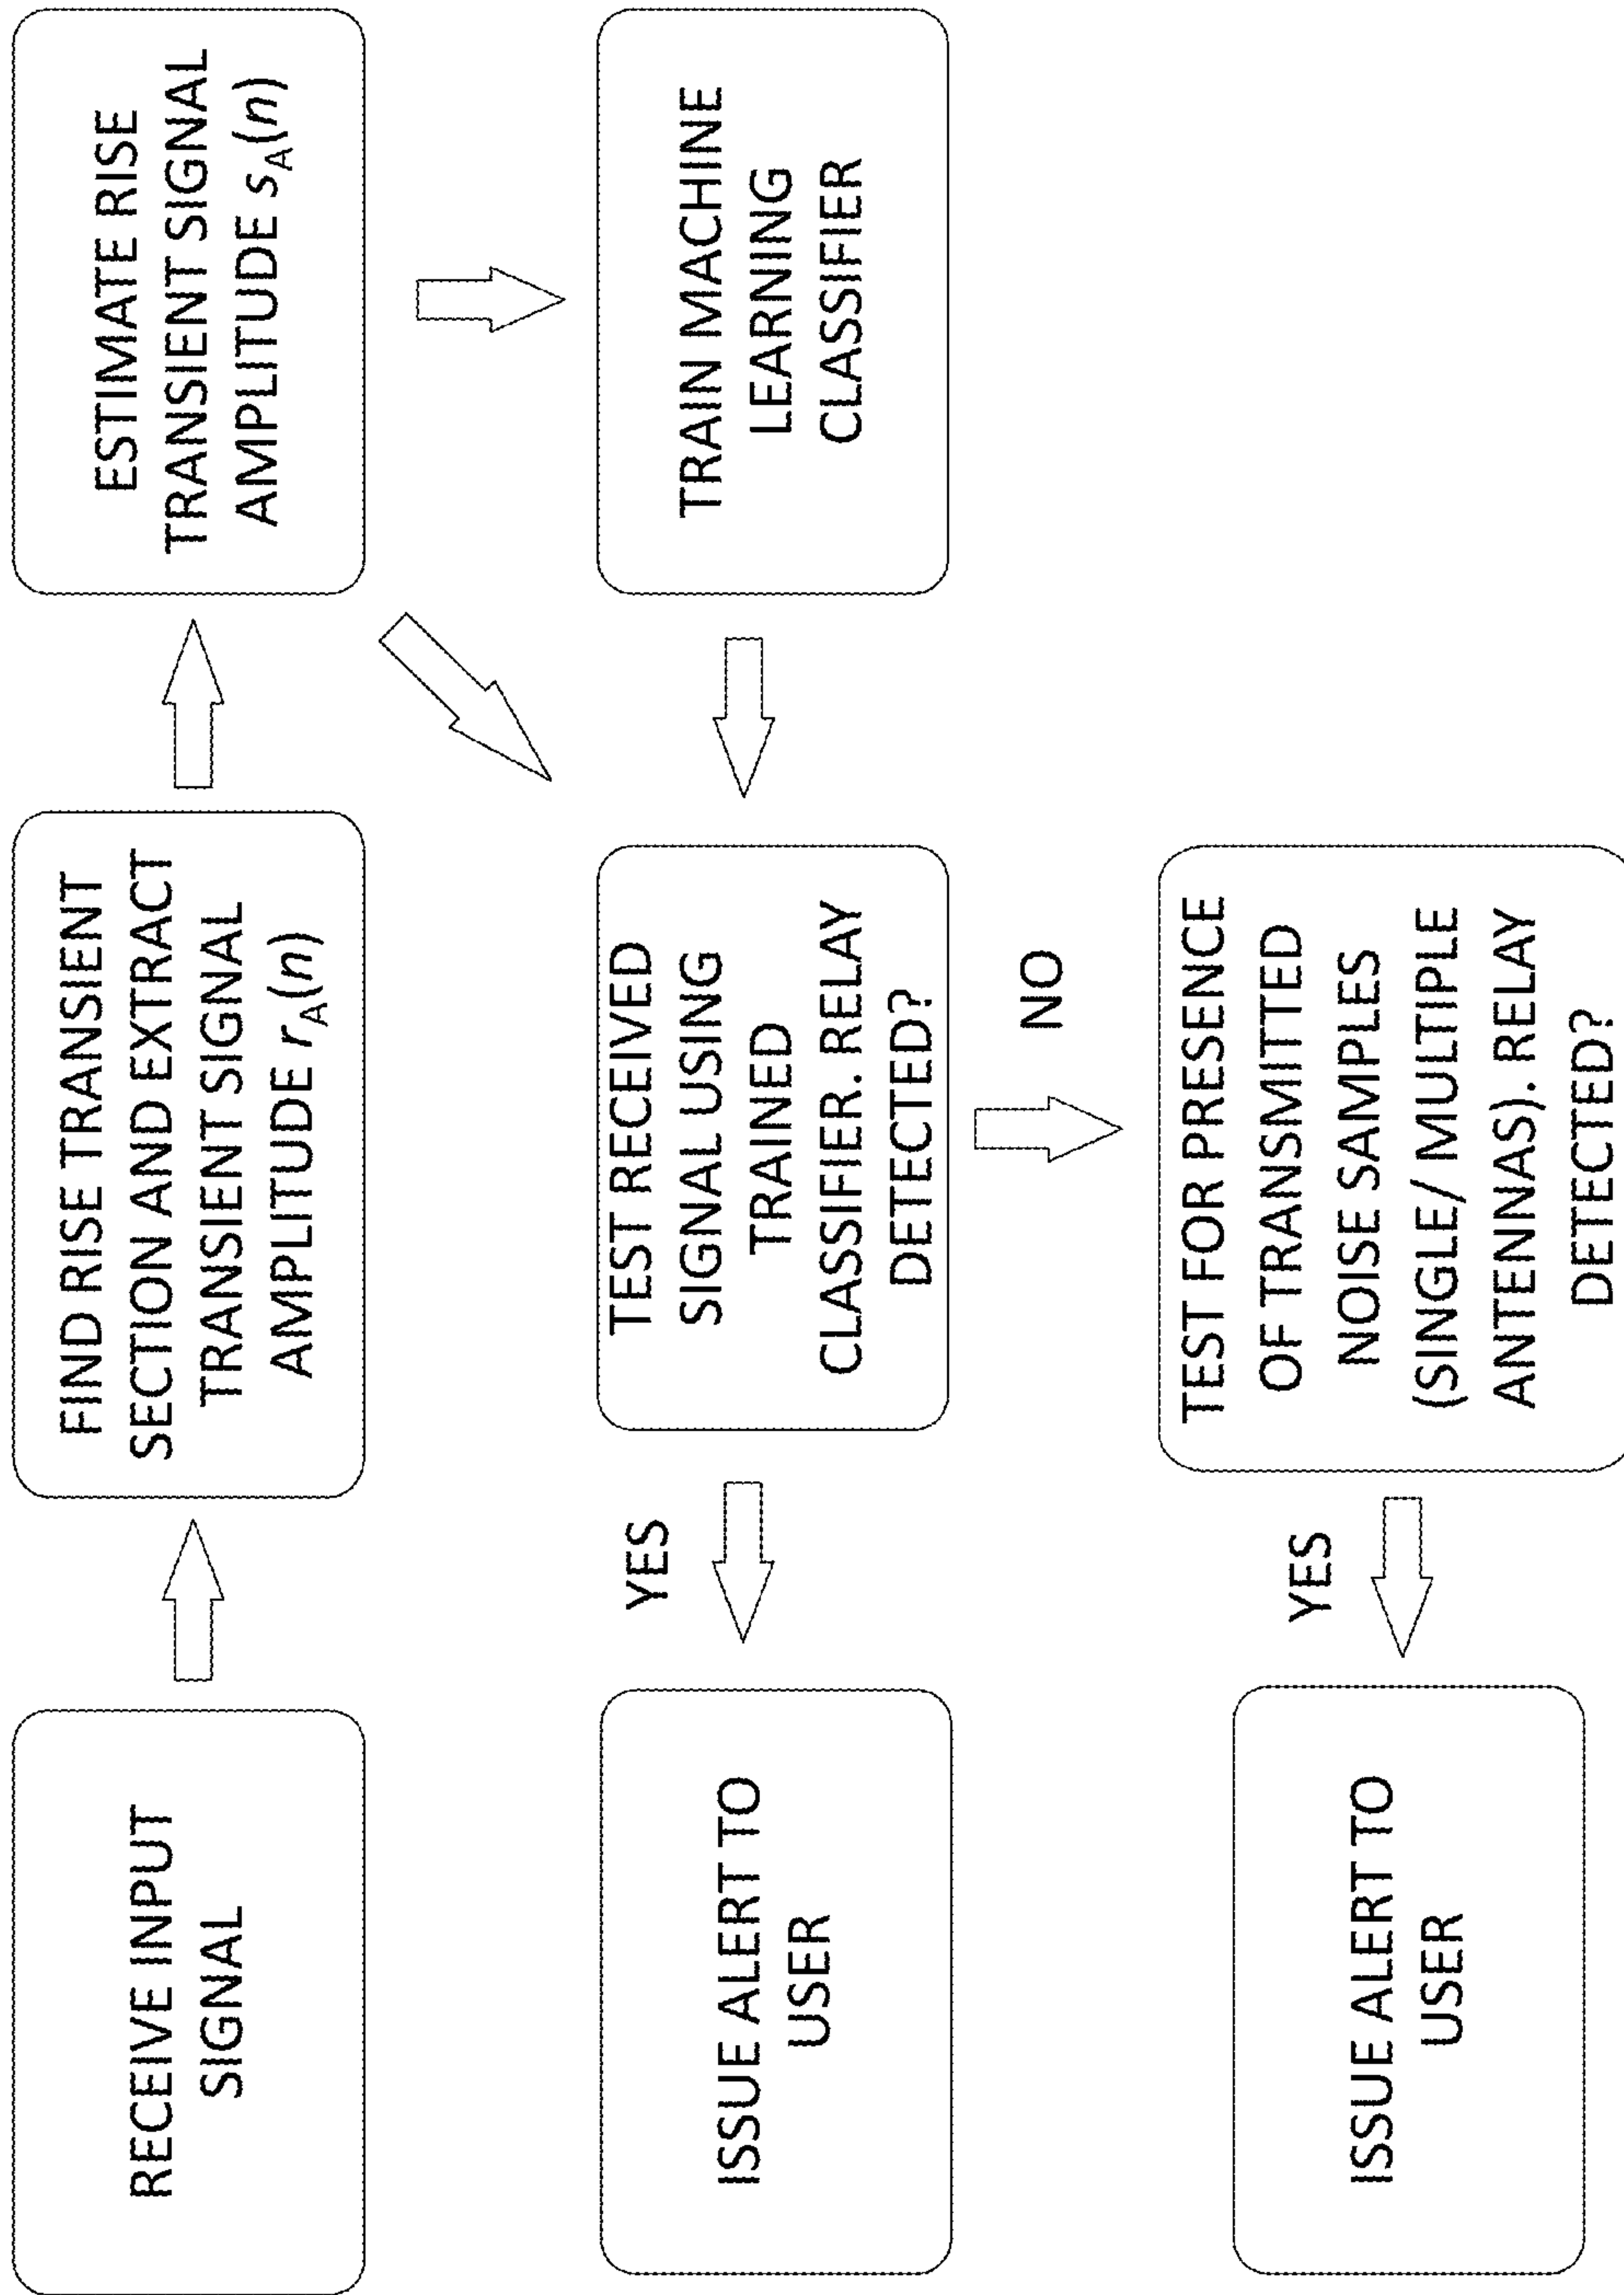 RECEIVE INPUT
SIGNAL
FIND RISE TRANSIENT
SECTION AND EXTRACT
TRANSIENT SIGNAL
AMPLITUDE r_A(n)
ESTIMATE RISE
TRANSIENT SIGNAL
AMPLITUDE s_A(n)
TRAIN MACHINE
LEARNING
CLASSIFIER
TEST RECEIVED
SIGNAL USING
TRAINED
CLASSIFIER. RELAY
DETECTED?
YES
ISSUE ALERT TO
USER
NO
TEST FOR PRESENCE
OF TRANSMITTED
NOISE SAMPLES
(SINGLE/ MULTIPLE
ANTENNAS). RELAY
DETECTED?
YES
ISSUE ALERT TO
USER